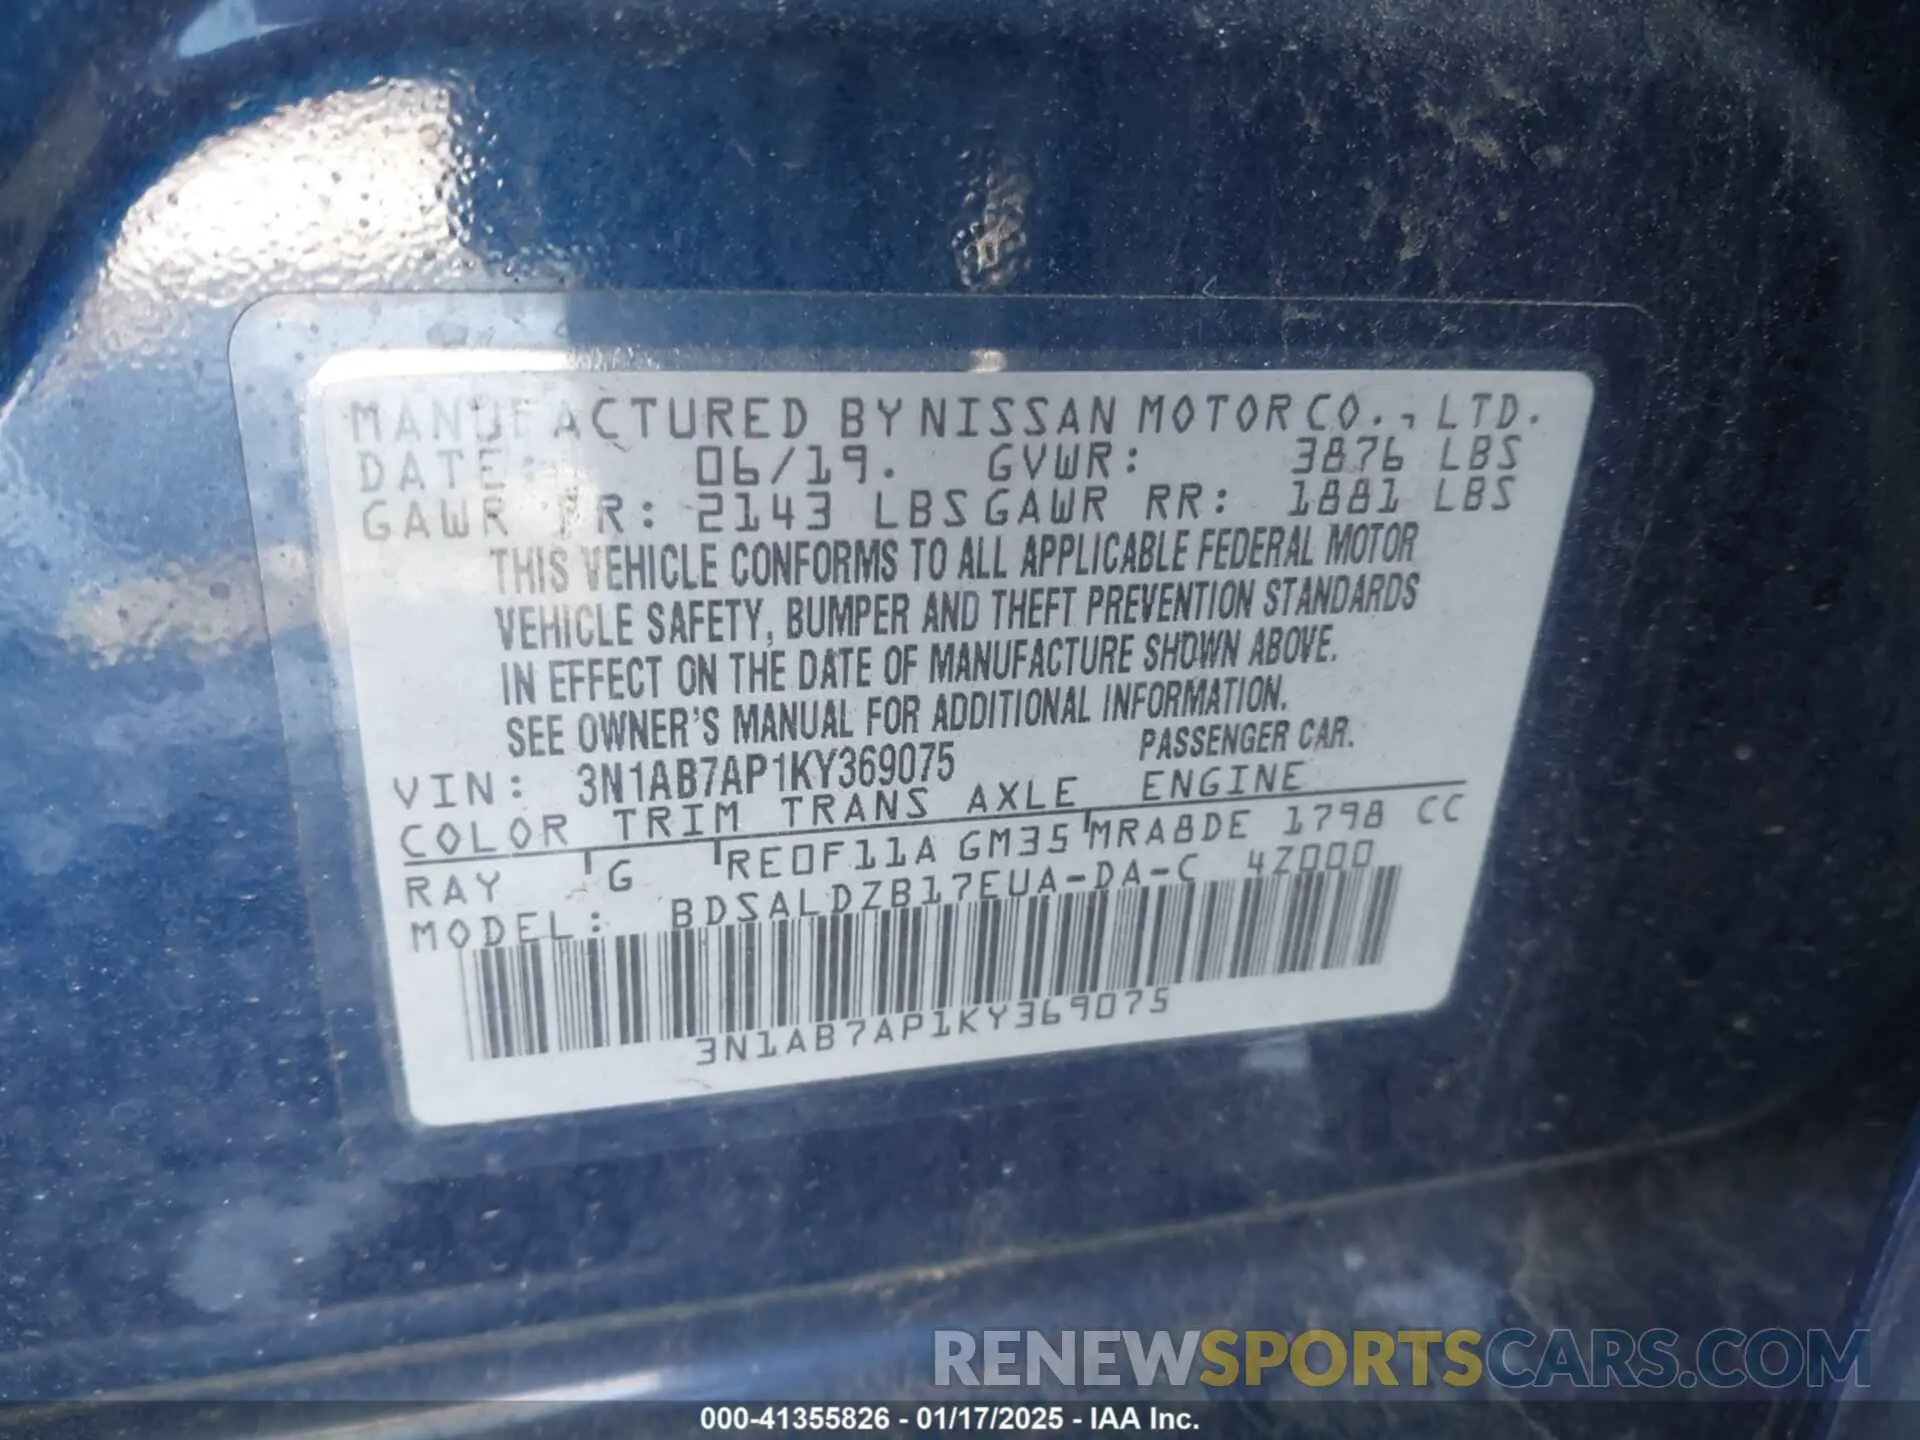 MANUFACTURED BY NISSAN MOTOR CO., LTD.
DATE: 06/19. GVWR: 3876 LBS
GAWR FR: 2143 LBS GAWR RR: 1881 LBS
THIS VEHICLE CONFORMS TO ALL APPLICABLE FEDERAL MOTOR
VEHICLE SAFETY, BUMPER AND THEFT PREVENTION STANDARDS
IN EFFECT ON THE DATE OF MANUFACTURE SHOWN ABOVE.
SEE OWNER'S MANUAL FOR ADDITIONAL INFORMATION.
VIN: 3N1AB7AP1KY369075 PASSENGER CAR.
COLOR TRIM TRANS AXLE ENGINE
RAY G RE0F11A GM35 MRA8DE 1798 CC
MODEL: BDSALDZB17EUA-DA-C 4Z000
3N1AB7AP1KY369075
RENEWSPORTSCARS.COM
000-41355826 - 01/17/2025 - IAA Inc.